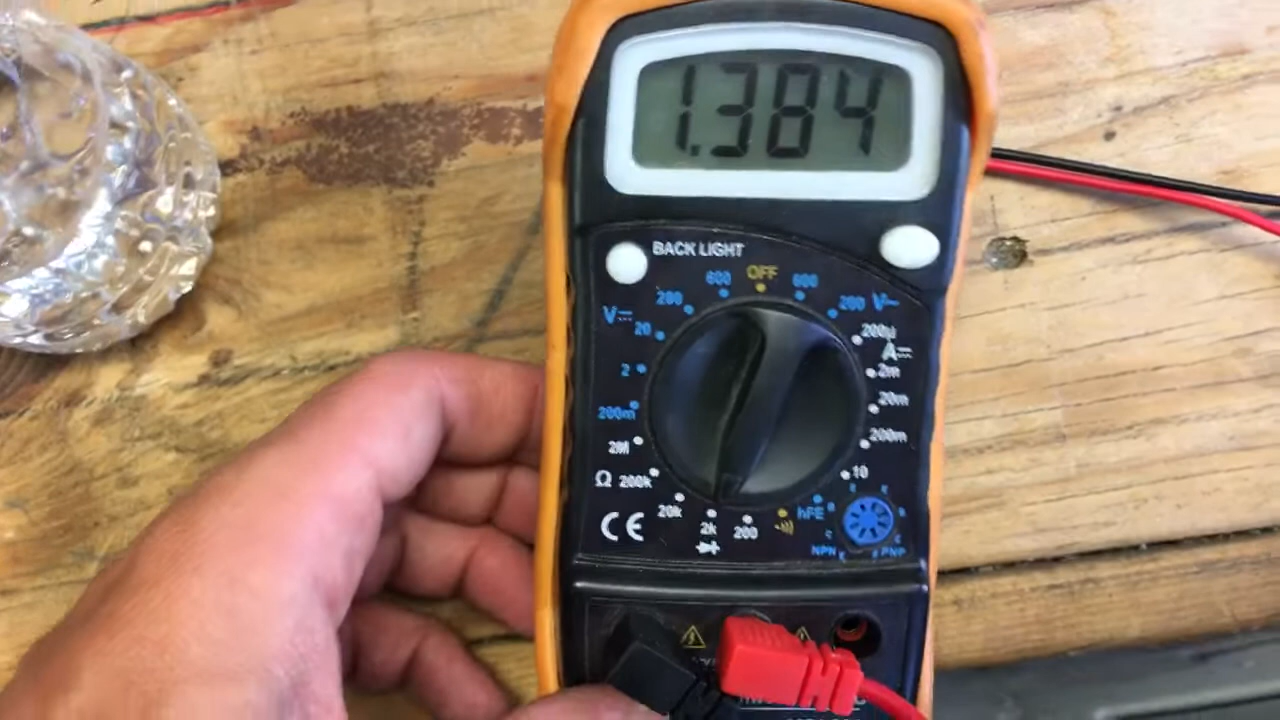 1.384
BACK LIGHT
600 OFF 600
200 200 V~
V⎓ 20 200µ
A⎓
2 2m
200m 20m
2M 200m
Ω 200k 10
20k 2k 200 hFE
CE
NPN PNP